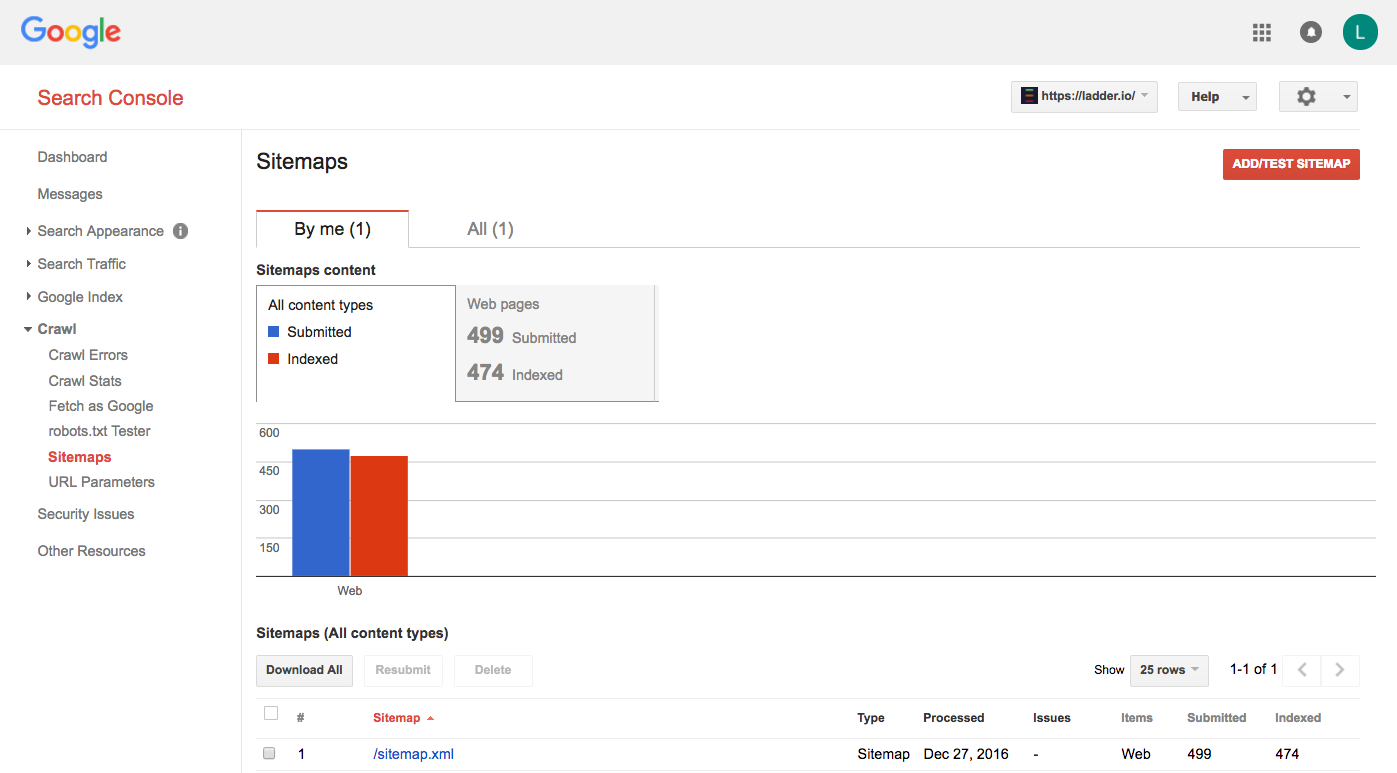 Google
L
Search Console
https://ladder.io/
Help
Dashboard
Messages
Search Appearance
Search Traffic
Google Index
Crawl
Crawl Errors
Crawl Stats
Fetch as Google
robots.txt Tester
Sitemaps
URL Parameters
Security Issues
Other Resources
Sitemaps
ADD/TEST SITEMAP
By me (1) All (1)
Sitemaps content
All content types
Submitted
Indexed
Web pages
499 Submitted
474 Indexed
600
450
300
150
Web
Sitemaps (All content types)
Download All Resubmit Delete Show 25 rows 1-1 of 1
# Sitemap Type Processed Issues Items Submitted Indexed
1 /sitemap.xml Sitemap Dec 27, 2016 - Web 499 474